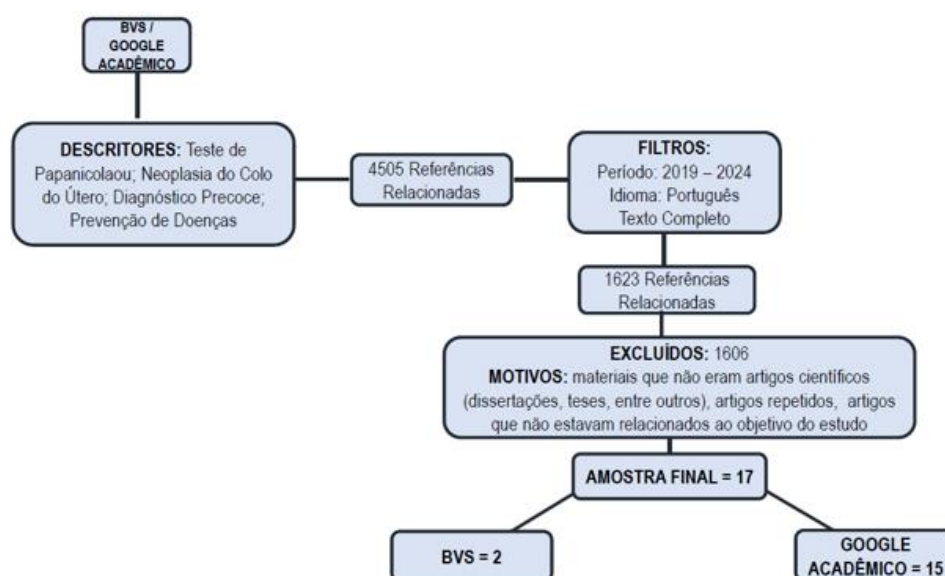 BVS /
GOOGLE
ACADÊMICO
DESCRITORES: Teste de
Papanicolaou; Neoplasia do Colo
do Útero; Diagnóstico Precoce;
Prevenção de Doenças
4505 Referências
Relacionadas
FILTROS:
Período: 2019 – 2024
Idioma: Português
Texto Completo
1623 Referências
Relacionadas
EXCLUÍDOS: 1606
MOTIVOS: materiais que não eram artigos científicos
(dissertações, teses, entre outros), artigos repetidos, artigos
que não estavam relacionados ao objetivo do estudo
AMOSTRA FINAL = 17
BVS = 2
GOOGLE
ACADÊMICO = 15